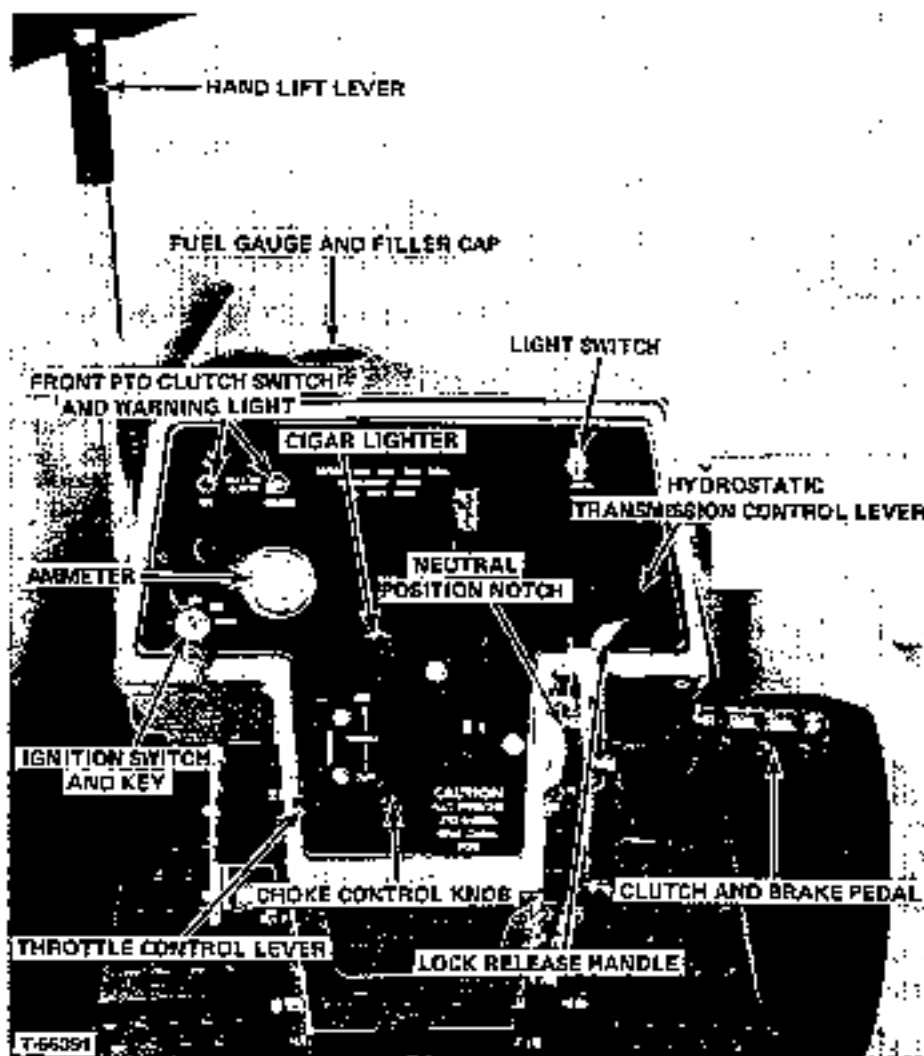 HAND LIFT LEVER
FUEL GAUGE AND FILLER CAP
LIGHT SWITCH
FRONT PTO CLUTCH SWITCH
AND WARNING LIGHT
CIGAR LIGHTER
HYDROSTATIC
TRANSMISSION CONTROL LEVER
AMMETER
NEUTRAL
POSITION NOTCH
IGNITION SWITCH
AND KEY
CAUTION
CHOKE CONTROL KNOB
CLUTCH AND BRAKE PEDAL
THROTTLE CONTROL LEVER
LOCK RELEASE HANDLE
T-66391